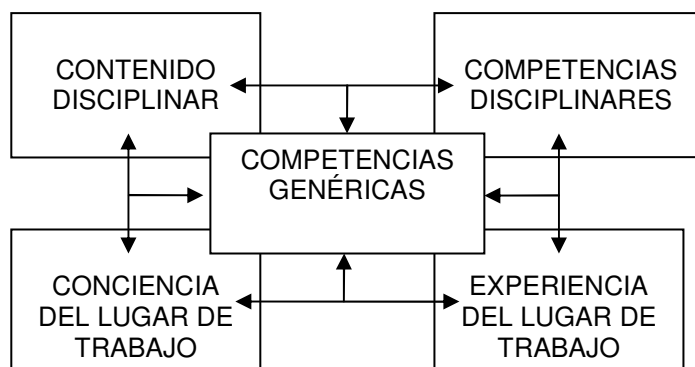 CONTENIDO
DISCIPLINAR
COMPETENCIAS
DISCIPLINARES
COMPETENCIAS
GENÉRICAS
CONCIENCIA
DEL LUGAR DE
TRABAJO
EXPERIENCIA
DEL LUGAR DE
TRABAJO